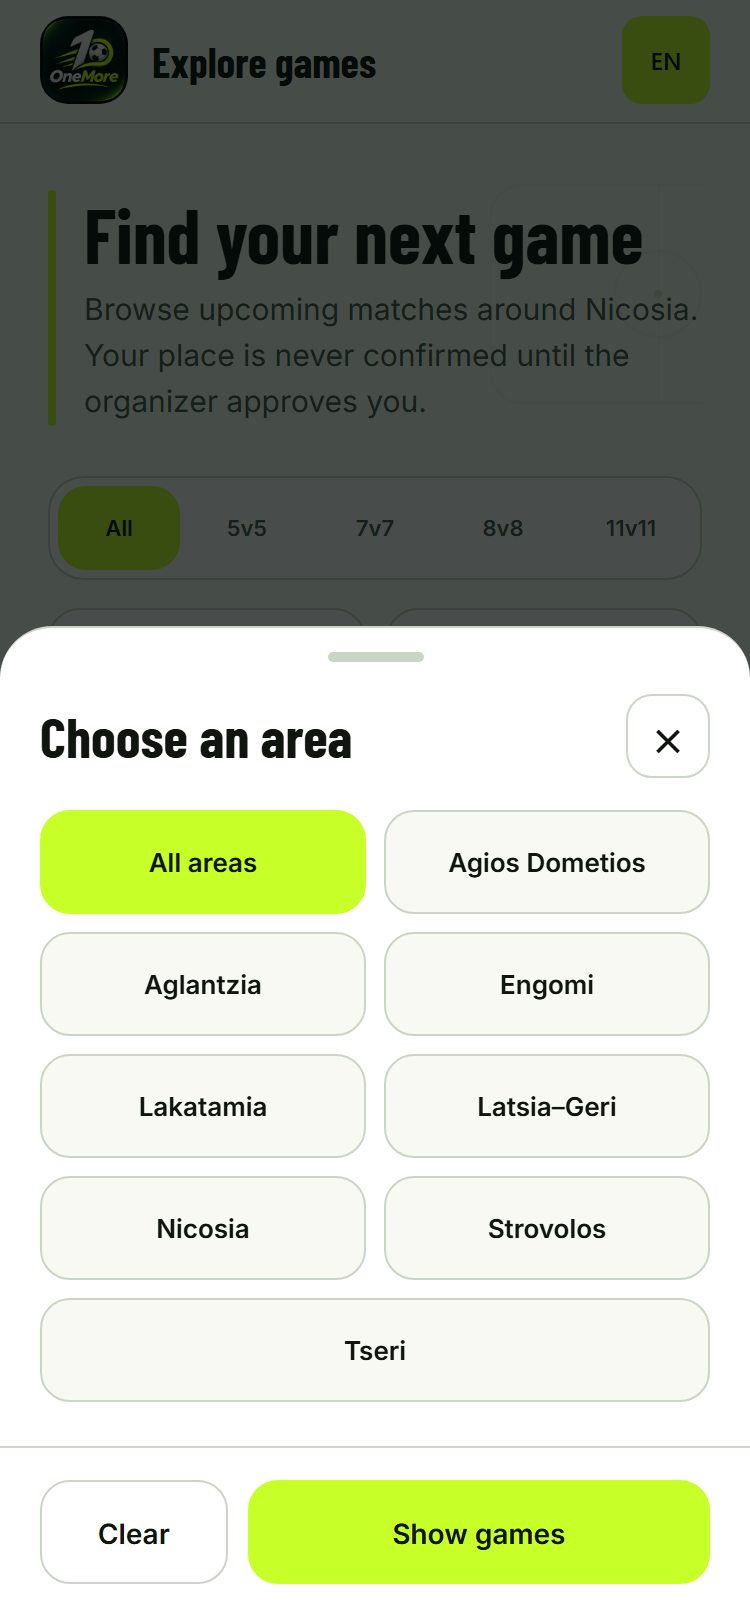 OneMore
Explore games
EN
Find your next game
Browse upcoming matches around Nicosia.
Your place is never confirmed until the
organizer approves you.
All 5v5 7v7 8v8 11v11
Choose an area
×
All areas
Agios Dometios
Aglantzia
Engomi
Lakatamia
Latsia–Geri
Nicosia
Strovolos
Tseri
Clear
Show games